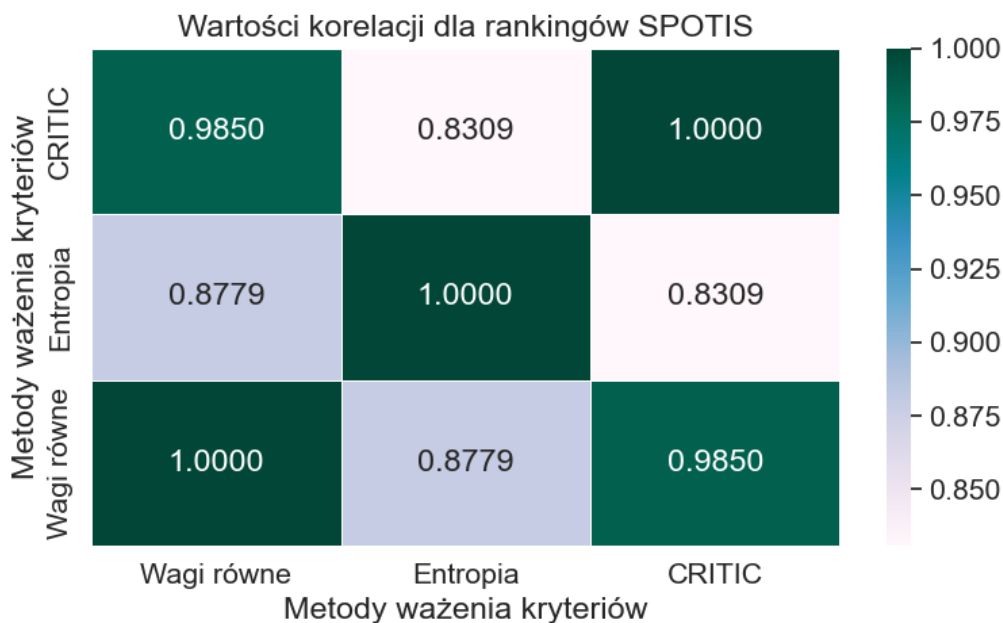 Wartości korelacji dla rankingów SPOTIS
Metody ważenia kryteriów
CRITIC
0.9850
0.8309
1.0000
Entropia
0.8779
1.0000
0.8309
Wagi równe
1.0000
0.8779
0.9850
Wagi równe
Entropia
CRITIC
Metody ważenia kryteriów
1.000
0.975
0.950
0.925
0.900
0.875
0.850